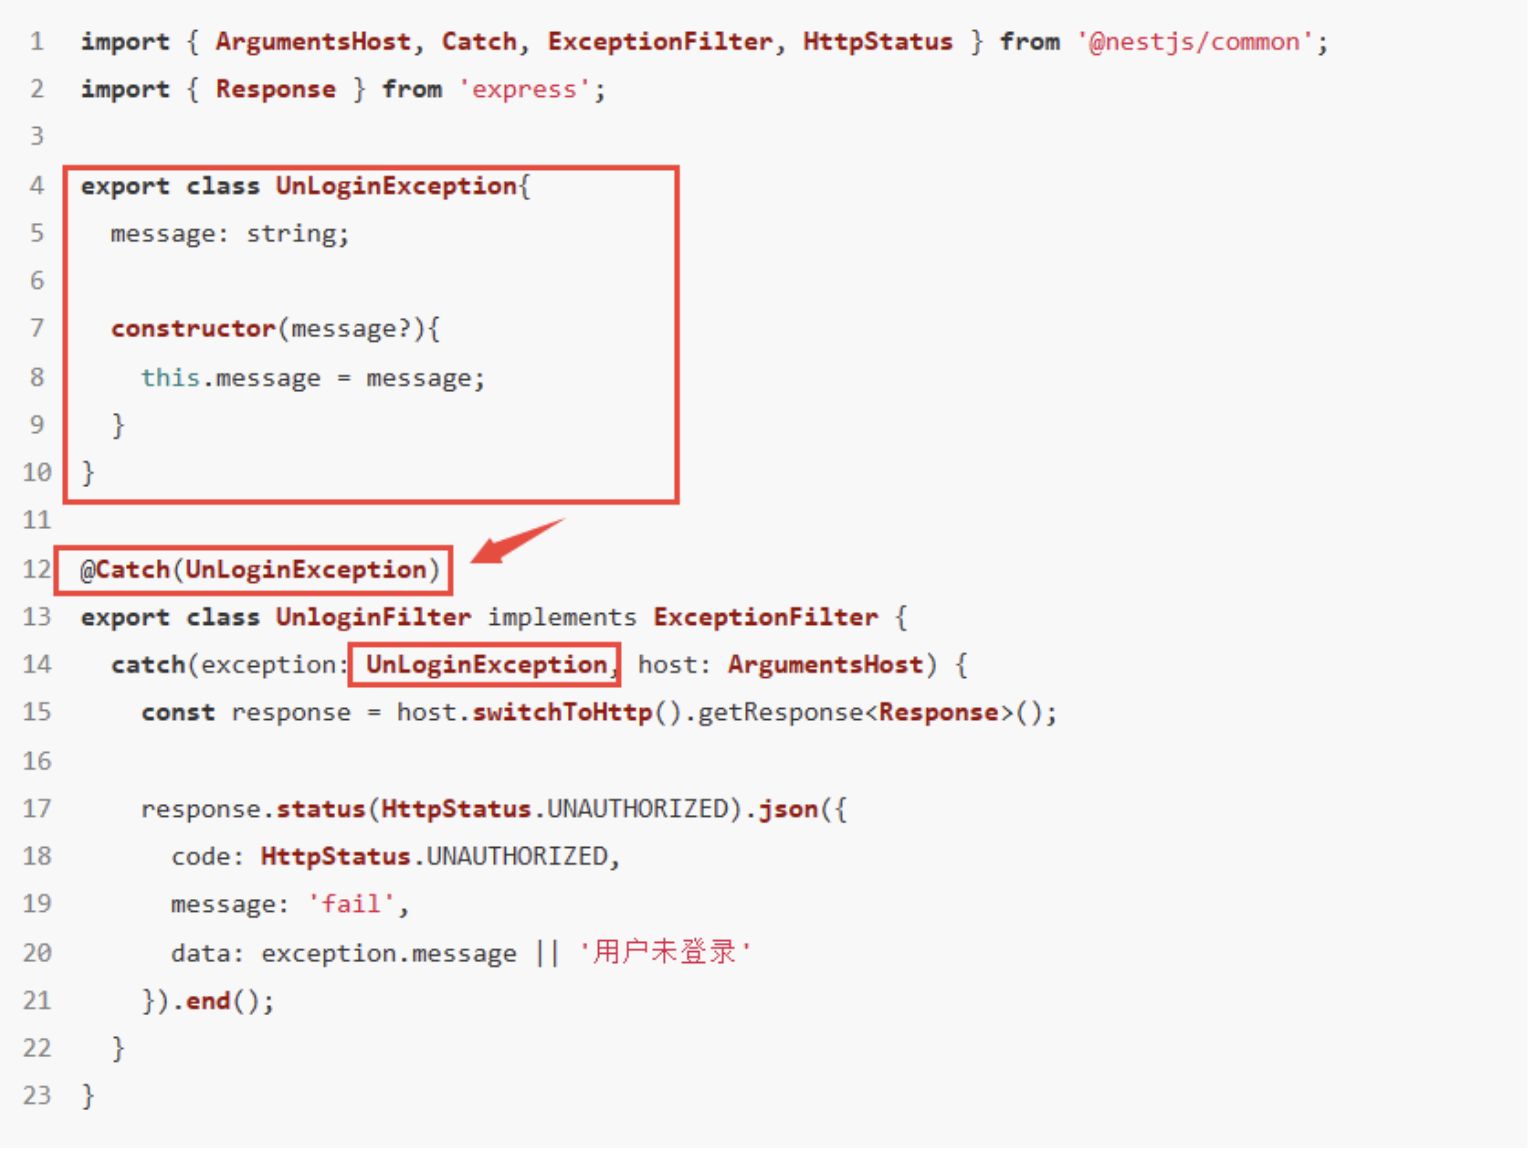 1 import { ArgumentsHost, Catch, ExceptionFilter, HttpStatus } from '@nestjs/common';
2 import { Response } from 'express';
3
4 export class UnLoginException{
5 message: string;
6
7 constructor(message?){
8 this.message = message;
9 }
10 }
11
12 @Catch(UnLoginException)
13 export class UnloginFilter implements ExceptionFilter {
14 catch(exception: UnLoginException, host: ArgumentsHost) {
15 const response = host.switchToHttp().getResponse<Response>();
16
17 response.status(HttpStatus.UNAUTHORIZED).json({
18 code: HttpStatus.UNAUTHORIZED,
19 message: 'fail',
20 data: exception.message || '用户未登录'
21 }).end();
22 }
23 }